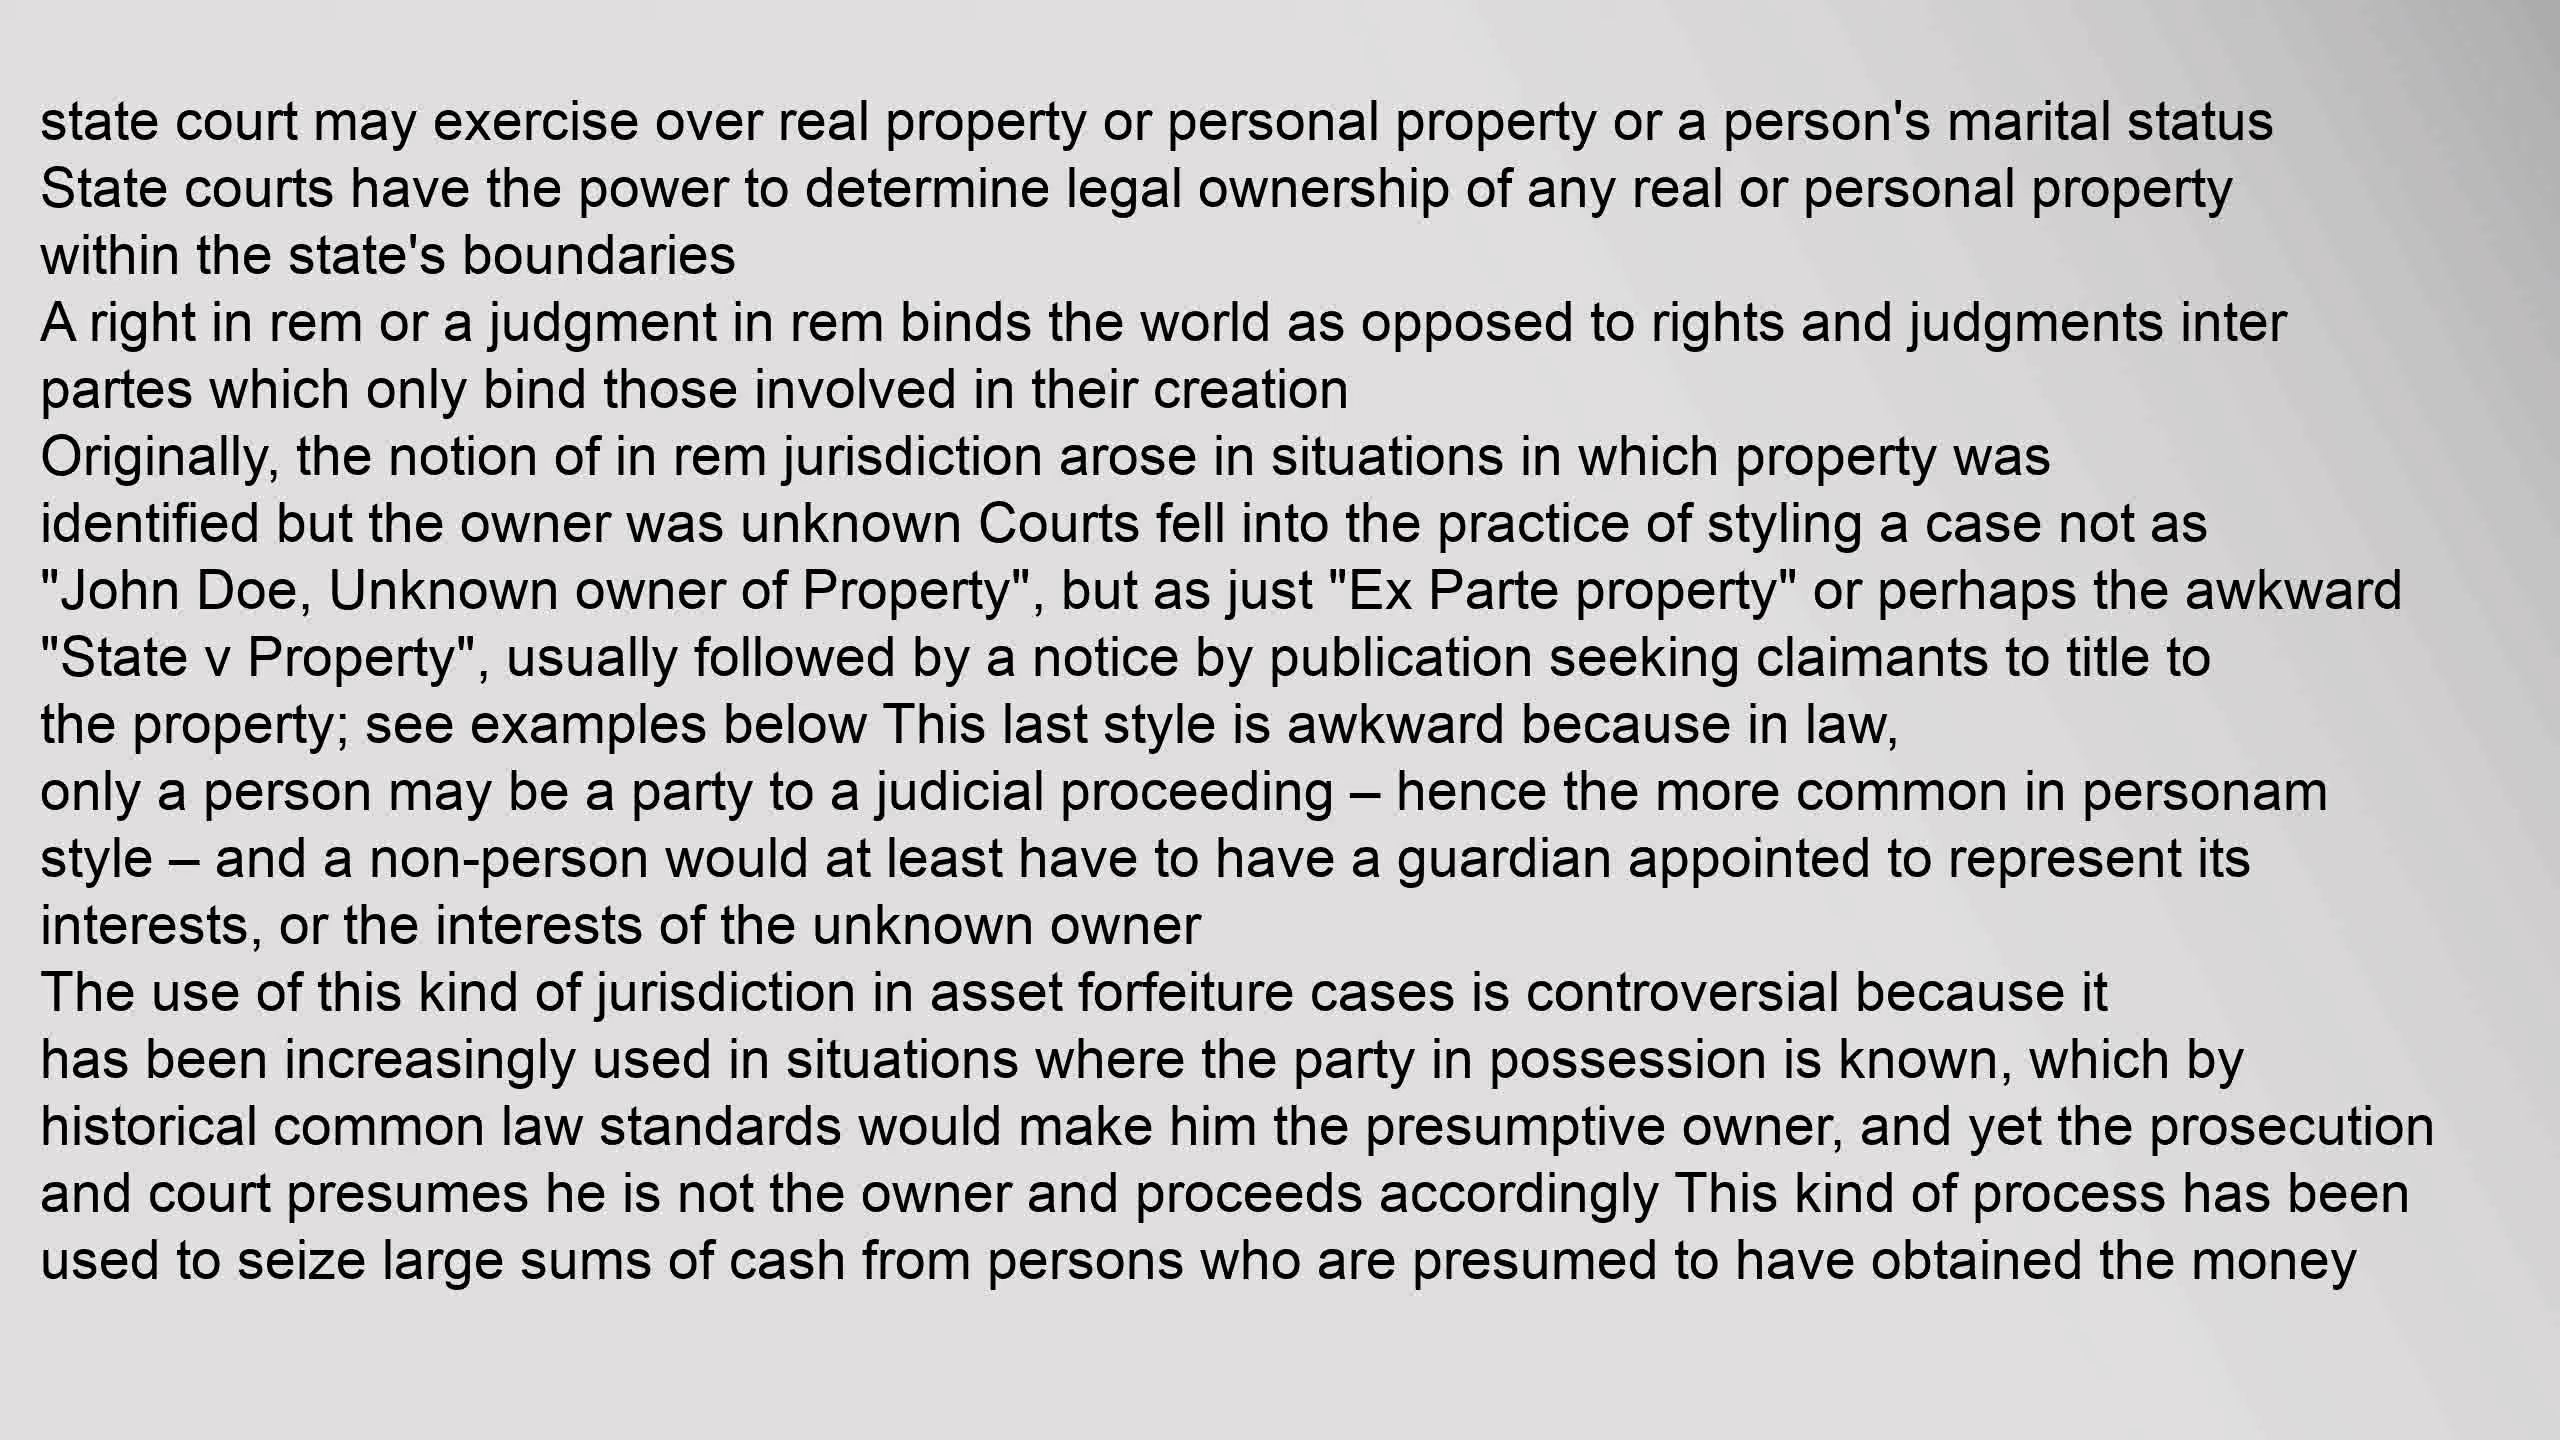 state court may exercise over real property or personal property or a person's marital status
State courts have the power to determine legal ownership of any real or personal property
within the state's boundaries
A right in rem or a judgment in rem binds the world as opposed to rights and judgments inter
partes which only bind those involved in their creation
Originally, the notion of in rem jurisdiction arose in situations in which property was
identified but the owner was unknown Courts fell into the practice of styling a case not as
"John Doe, Unknown owner of Property", but as just "Ex Parte property" or perhaps the awkward
"State v Property", usually followed by a notice by publication seeking claimants to title to
the property; see examples below This last style is awkward because in law,
only a person may be a party to a judicial proceeding – hence the more common in personam
style – and a non-person would at least have to have a guardian appointed to represent its
interests, or the interests of the unknown owner
The use of this kind of jurisdiction in asset forfeiture cases is controversial because it
has been increasingly used in situations where the party in possession is known, which by
historical common law standards would make him the presumptive owner, and yet the prosecution
and court presumes he is not the owner and proceeds accordingly This kind of process has been
used to seize large sums of cash from persons who are presumed to have obtained the money